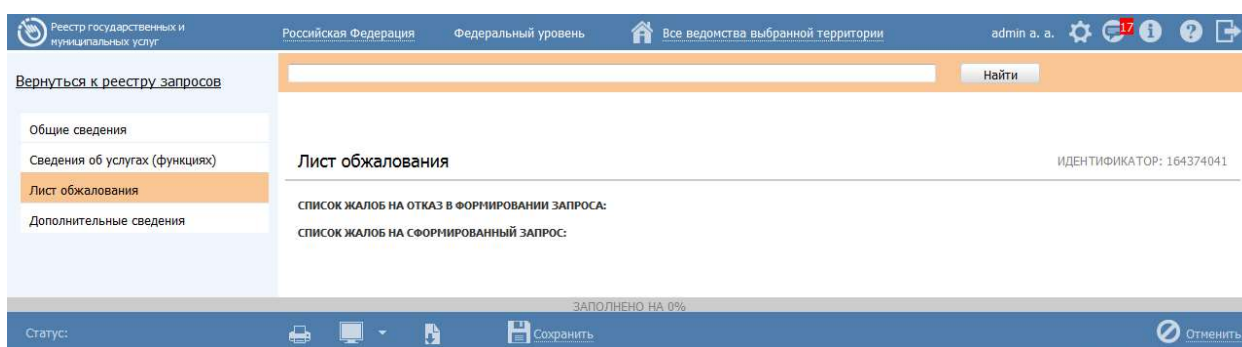 Реестр государственных и
муниципальных услуг
Российская Федерация
Федеральный уровень
Все ведомства выбранной территории
admin a. a.
17
Вернуться к реестру запросов
Найти
Общие сведения
Сведения об услугах (функциях)
Лист обжалования
Дополнительные сведения
Лист обжалования
ИДЕНТИФИКАТОР: 164374041
СПИСОК ЖАЛОБ НА ОТКАЗ В ФОРМИРОВАНИИ ЗАПРОСА:
СПИСОК ЖАЛОБ НА СФОРМИРОВАННЫЙ ЗАПРОС:
ЗАПОЛНЕНО НА 0%
Статус:
Сохранить
Отменить